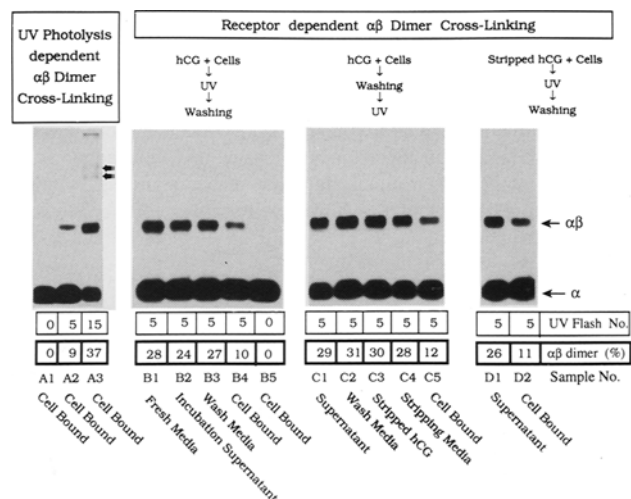 UV Photolysis
dependent
αβ Dimer
Cross-Linking
Receptor dependent αβ Dimer Cross-Linking
hCG + Cells
↓
UV
↓
Washing
hCG + Cells
↓
Washing
↓
UV
Stripped hCG + Cells
↓
UV
↓
Washing
← αβ
← α
0 5 15 5 5 5 5 0 5 5 5 5 5 5 5 UV Flash No.
0 9 37 28 24 27 10 0 29 31 30 28 12 26 11 αβ dimer (%)
A1 A2 A3 B1 B2 B3 B4 B5 C1 C2 C3 C4 C5 D1 D2 Sample No.
Cell Bound
Cell Bound
Cell Bound
Fresh Media
Incubation Supernatant
Wash Media
Cell Bound
Cell Bound
Supernatant
Wash Media
Stripped hCG
Stripping Media
Cell Bound
Supernatant
Cell Bound